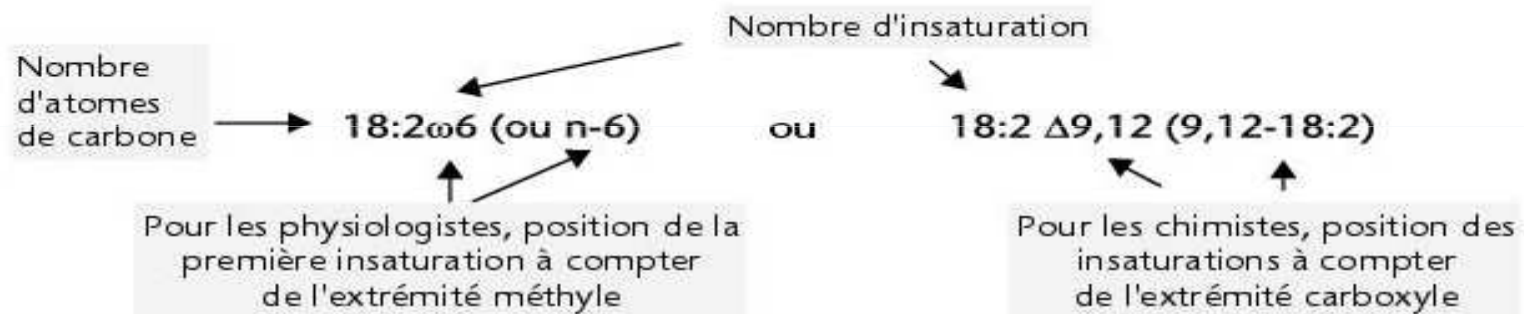 Nombre d'insaturation
Nombre
d'atomes
de carbone
18:2ω6 (ou n-6) ou 18:2 Δ9,12 (9,12-18:2)
Pour les physiologistes, position de la
première insaturation à compter
de l'extrémité méthyle
Pour les chimistes, position des
insaturations à compter
de l'extrémité carboxyle